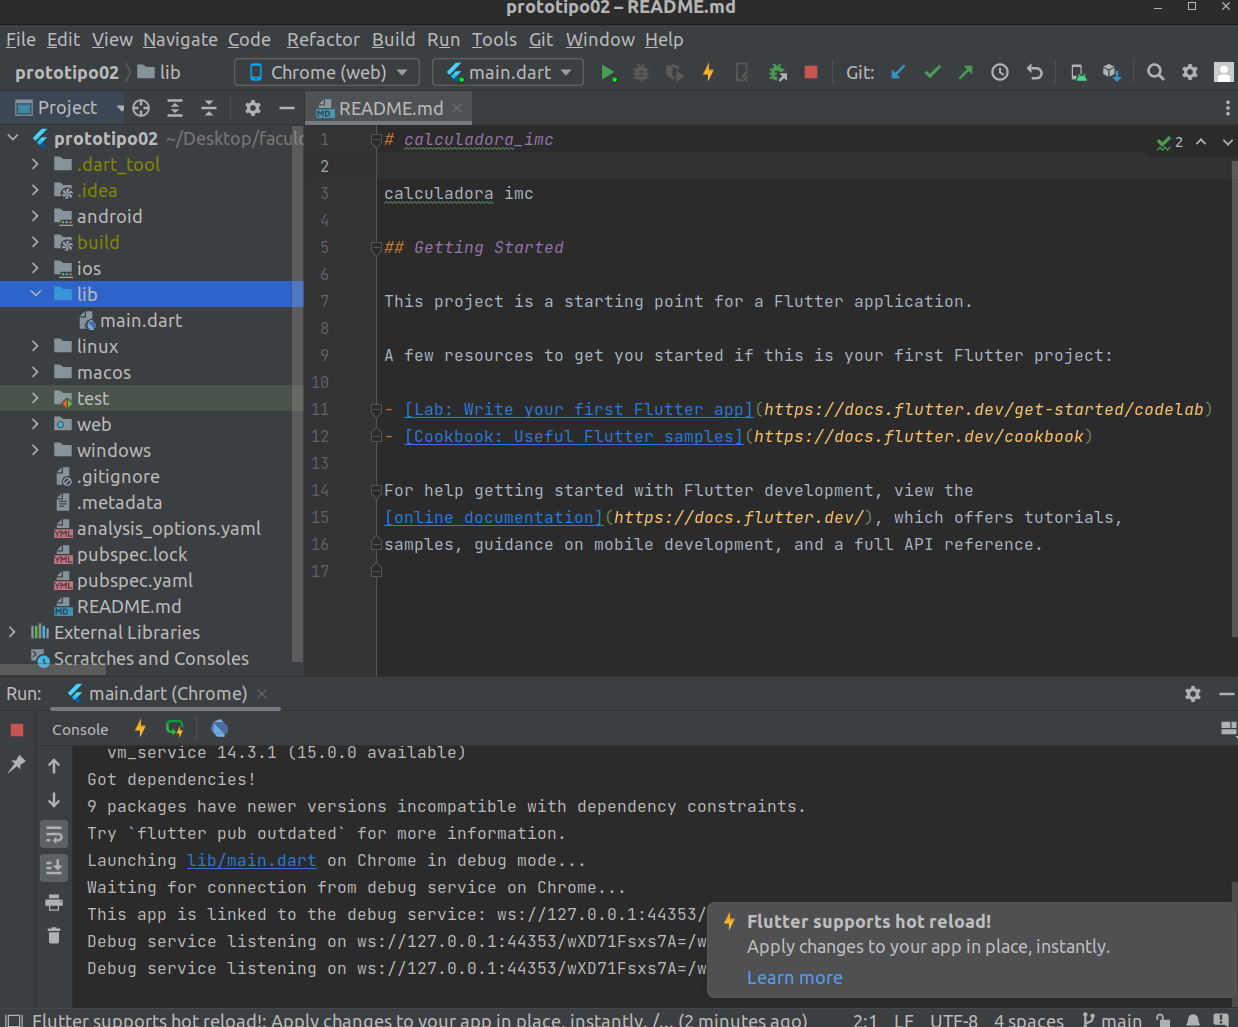 prototipo02 – README.md
File Edit View Navigate Code Refactor Build Run Tools Git Window Help
prototipo02 lib Chrome (web) main.dart Git:
Project
README.md
prototipo02 ~/Desktop/faculd
.dart_tool
.idea
android
build
ios
lib
main.dart
linux
macos
test
web
windows
.gitignore
.metadata
analysis_options.yaml
pubspec.lock
pubspec.yaml
README.md
External Libraries
Scratches and Consoles
2
1 # calculadora_imc
2
3 calculadora imc
4
5 ## Getting Started
6
7 This project is a starting point for a Flutter application.
8
9 A few resources to get you started if this is your first Flutter project:
10
11 - [Lab: Write your first Flutter app](https://docs.flutter.dev/get-started/codelab)
12 - [Cookbook: Useful Flutter samples](https://docs.flutter.dev/cookbook)
13
14 For help getting started with Flutter development, view the
15 [online documentation](https://docs.flutter.dev/), which offers tutorials,
16 samples, guidance on mobile development, and a full API reference.
17
Run: main.dart (Chrome)
Console
vm_service 14.3.1 (15.0.0 available)
Got dependencies!
9 packages have newer versions incompatible with dependency constraints.
Try `flutter pub outdated` for more information.
Launching lib/main.dart on Chrome in debug mode...
Waiting for connection from debug service on Chrome...
This app is linked to the debug service: ws://127.0.0.1:44353/
Debug service listening on ws://127.0.0.1:44353/wXD71Fsxs7A=/w
Debug service listening on ws://127.0.0.1:44353/wXD71Fsxs7A=/w
Flutter supports hot reload!
Apply changes to your app in place, instantly.
Learn more
Flutter supports hot reload!: Apply changes to your app in place, instantly. /... (2 minutes ago) 2:1 LF UTF-8 4 spaces main